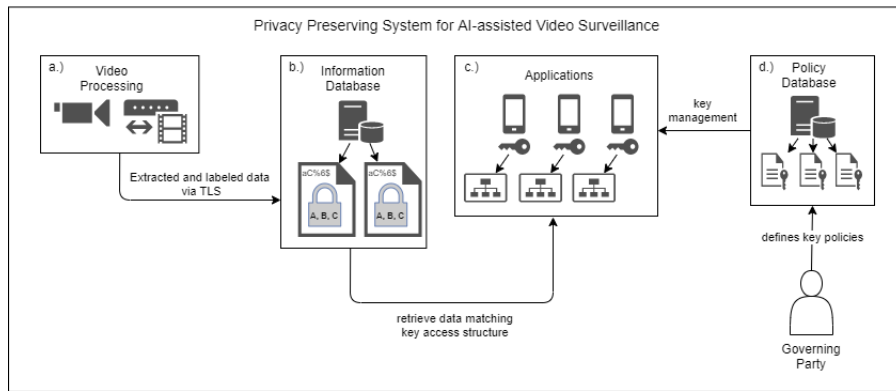 Privacy Preserving System for AI-assisted Video Surveillance
a.)
Video
Processing
b.)
Information
Database
aC%6$
aC%6$
A, B, C
A, B, C
c.)
Applications
d.)
Policy
Database
key
management
Extracted and labeled data
via TLS
defines key policies
retrieve data matching
key access structure
Governing
Party